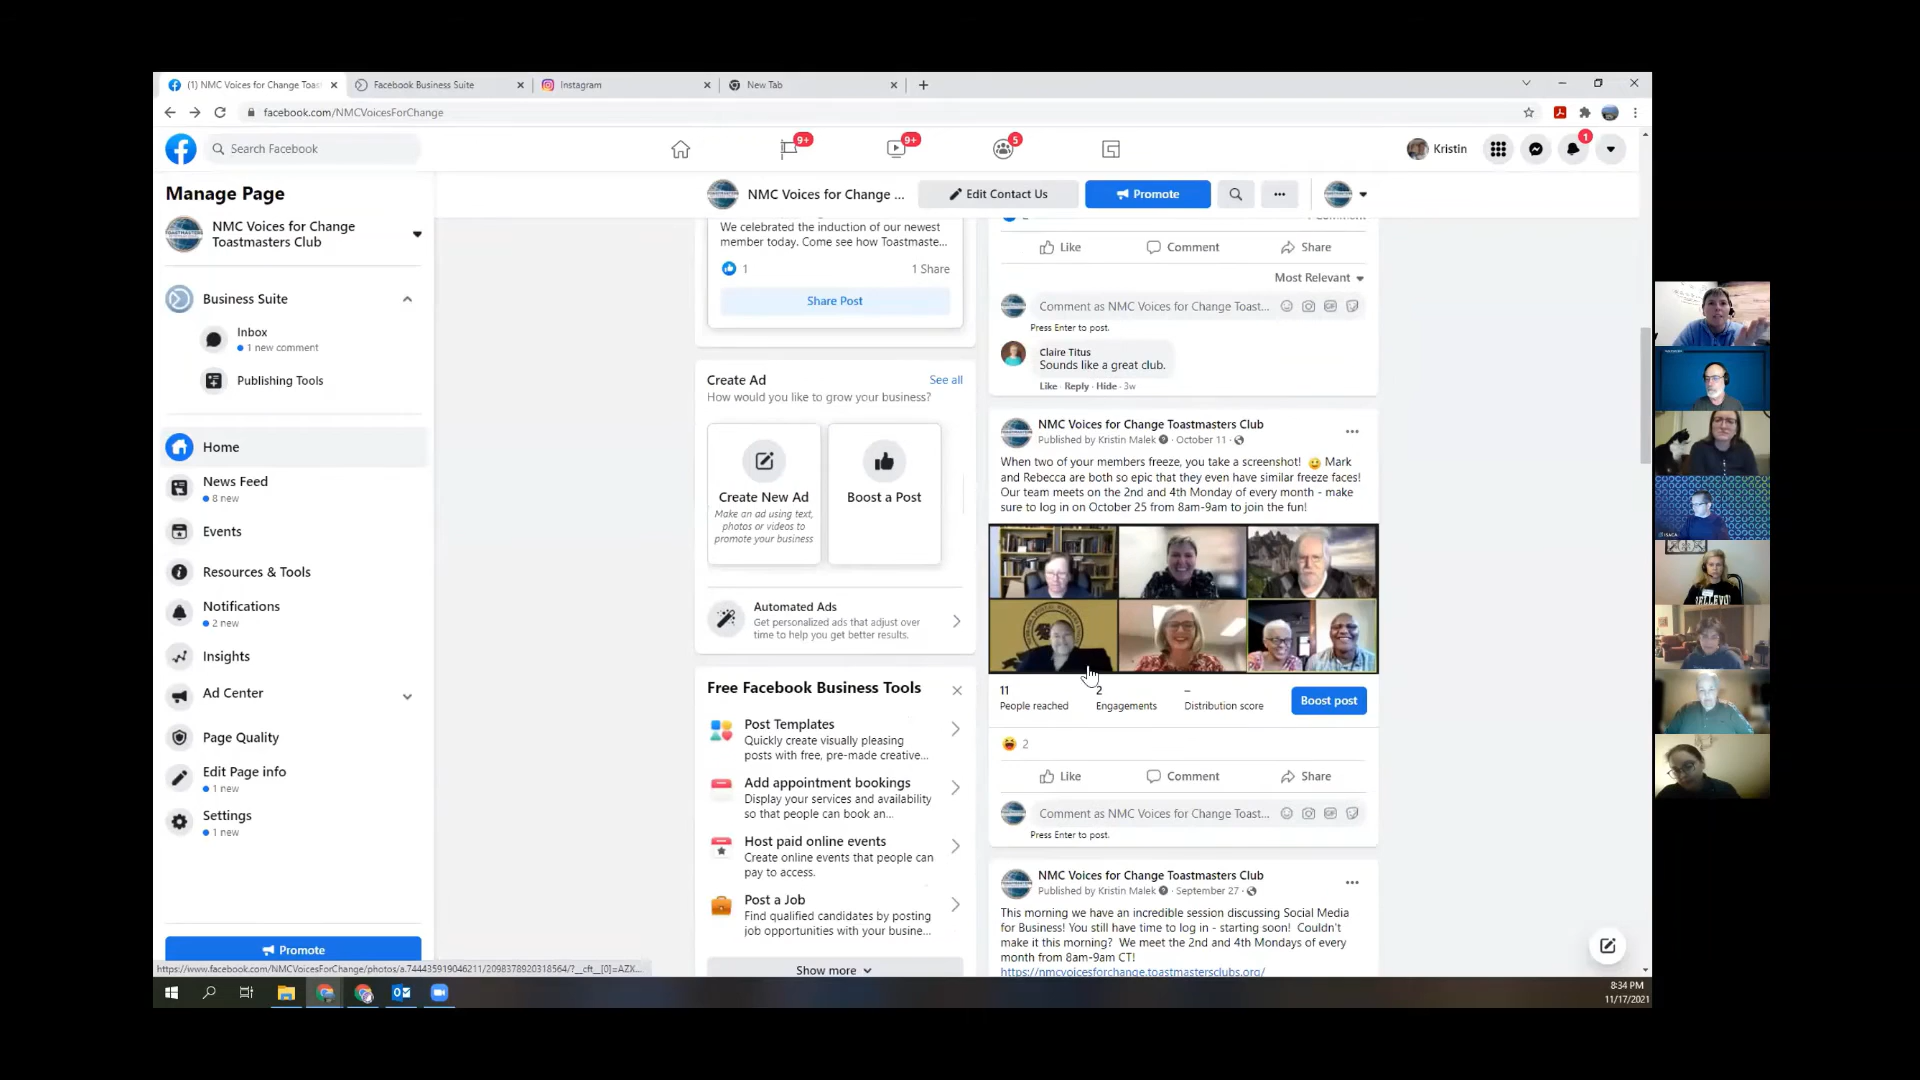 (1) NMC Voices for Change Toas
Facebook Business Suite
Instagram
New Tab
facebook.com/NMCVoicesForChange
Search Facebook
9+
9+
5
Kristin
1
Manage Page
NMC Voices for Change
Toastmasters Club
NMC Voices for Change ...
Edit Contact Us
Promote
Business Suite
Inbox
1 new comment
Publishing Tools
Home
News Feed
8 new
Events
Resources & Tools
Notifications
2 new
Insights
Ad Center
Page Quality
Edit Page info
1 new
Settings
1 new
Promote
We celebrated the induction of our newest
member today. Come see how Toastmaste...
1
1 Share
Share Post
Create Ad
See all
How would you like to grow your business?
Create New Ad
Make an ad using text,
photos or videos to
promote your business
Boost a Post
Automated Ads
Get personalized ads that adjust over
time to help you get better results.
Free Facebook Business Tools
Post Templates
Quickly create visually pleasing
posts with free, pre-made creative...
Add appointment bookings
Display your services and availability
so that people can book an...
Host paid online events
Create online events that people can
pay to access.
Post a Job
Find qualified candidates by posting
job opportunities with your busine...
Show more
Like
Comment
Share
Most Relevant
Comment as NMC Voices for Change Toast...
Press Enter to post.
Claire Titus
Sounds like a great club.
Like · Reply · Hide · 3w
NMC Voices for Change Toastmasters Club
Published by Kristin Malek · October 11 ·
When two of your members freeze, you take a screenshot! Mark
and Rebecca are both so epic that they even have similar freeze faces!
Our team meets on the 2nd and 4th Monday of every month - make
sure to log in on October 25 from 8am-9am to join the fun!
11
People reached
2
Engagements
–
Distribution score
Boost post
2
Like
Comment
Share
Comment as NMC Voices for Change Toast...
Press Enter to post.
NMC Voices for Change Toastmasters Club
Published by Kristin Malek · September 27 ·
This morning we have an incredible session discussing Social Media
for Business! You still have time to log in - starting soon! Couldn't
make it this morning? We meet the 2nd and 4th Mondays of every
month from 8am-9am CT!
https://nmcvoicesforchange.toastmastersclubs.org/
https://www.facebook.com/NMCVoicesForChange/photos/a.744435919046211/2098378920318564/?__cft__[0]=AZX...
8:34 PM
11/17/2021
ISACA